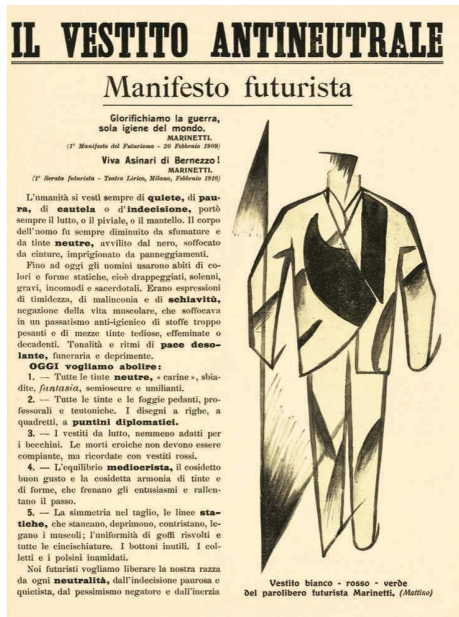 IL VESTITO ANTINEUTRALE
Manifesto futurista
Glorifichiamo la guerra,
sola igiene del mondo.
MARINETTI.
(1° Manifesto del Futurismo - 20 Febbraio 1909)
Viva Asinari di Bernezzo!
MARINETTI.
(1ª Serata futurista - Teatro Lirico, Milano, Febbraio 1910)
L'umanità si vestì sempre di quiete, di pau-
ra, di cautela o d'indecisione, portò
sempre il lutto, o il piviale, o il mantello. Il corpo
dell'uomo fu sempre diminuito da sfumature e
da tinte neutre, avvilito dal nero, soffocato
da cinture, imprigionato da panneggiamenti.
Fino ad oggi gli uomini usarono abiti di co-
lori e forme statiche, cioè drappeggiati, solenni,
gravi, incomodi e sacerdotali. Erano espressioni
di timidezza, di malinconia e di schiavitù,
negazione della vita muscolare, che soffocava
in un passatismo anti-igienico di stoffe troppo
pesanti e di mezze tinte tediose, effeminate o
decadenti. Tonalità e ritmi di pace deso-
lante, funeraria e deprimente.
OGGI vogliamo abolire:
1. — Tutte le tinte neutre, « carine », sbia-
dite, fantasia, semioscure e umilianti.
2. — Tutte le tinte e le foggie pedanti, pro-
fessorali e teutoniche. I disegni a righe, a
quadretti, a puntini diplomatici.
3. — I vestiti da lutto, nemmeno adatti per
i becchini. Le morti eroiche non devono essere
compiante, ma ricordate con vestiti rossi.
4. — L'equilibrio mediocrista, il cosidetto
buon gusto e la cosidetta armonia di tinte e
di forme, che frenano gli entusiasmi e rallen-
tano il passo.
5. — La simmetria nel taglio, le linee sta-
tiche, che stancano, deprimono, contristano, le-
gano i muscoli; l'uniformità di goffi risvolti e
tutte le cincischiature. I bottoni inutili. I col-
letti e i polsini inamidati.
Noi futuristi vogliamo liberare la nostra razza
da ogni neutralità, dall'indecisione paurosa e
quietista, dal pessimismo negatore e dall'inerzia
Vestito bianco - rosso - verde
del parolibero futurista Marinetti. (Mattino)